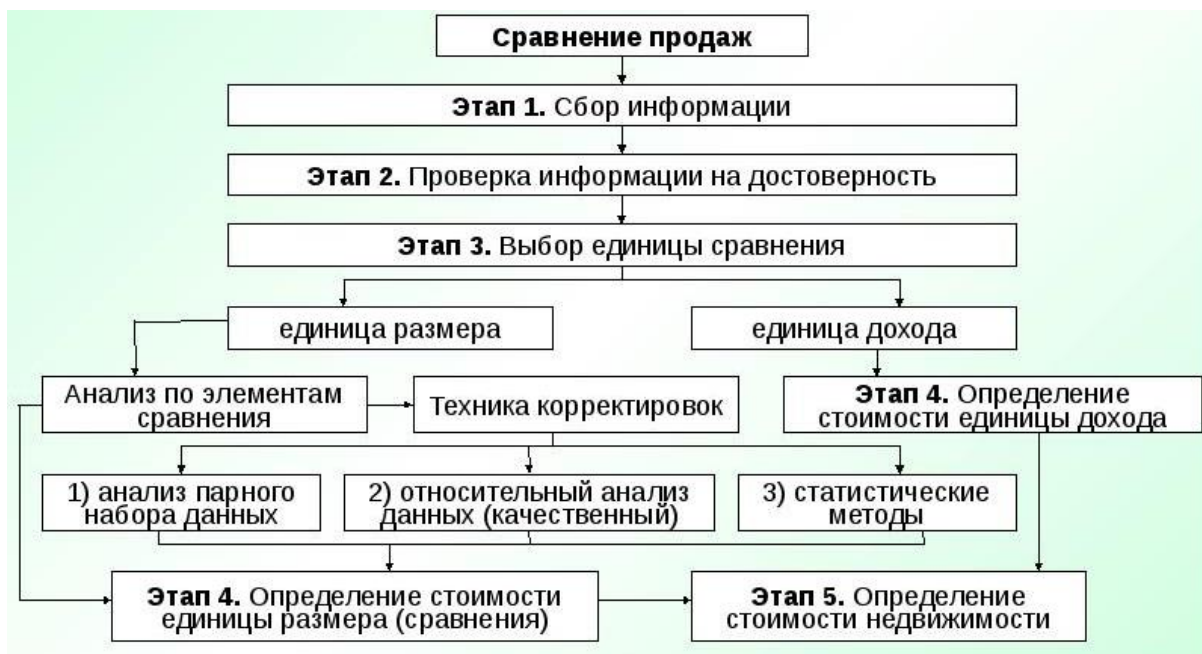 Сравнение продаж
Этап 1. Сбор информации
Этап 2. Проверка информации на достоверность
Этап 3. Выбор единицы сравнения
единица размера
единица дохода
Анализ по элементам
сравнения
Техника корректировок
Этап 4. Определение
стоимости единицы дохода
1) анализ парного
набора данных
2) относительный анализ
данных (качественный)
3) статистические
методы
Этап 4. Определение стоимости
единицы размера (сравнения)
Этап 5. Определение
стоимости недвижимости